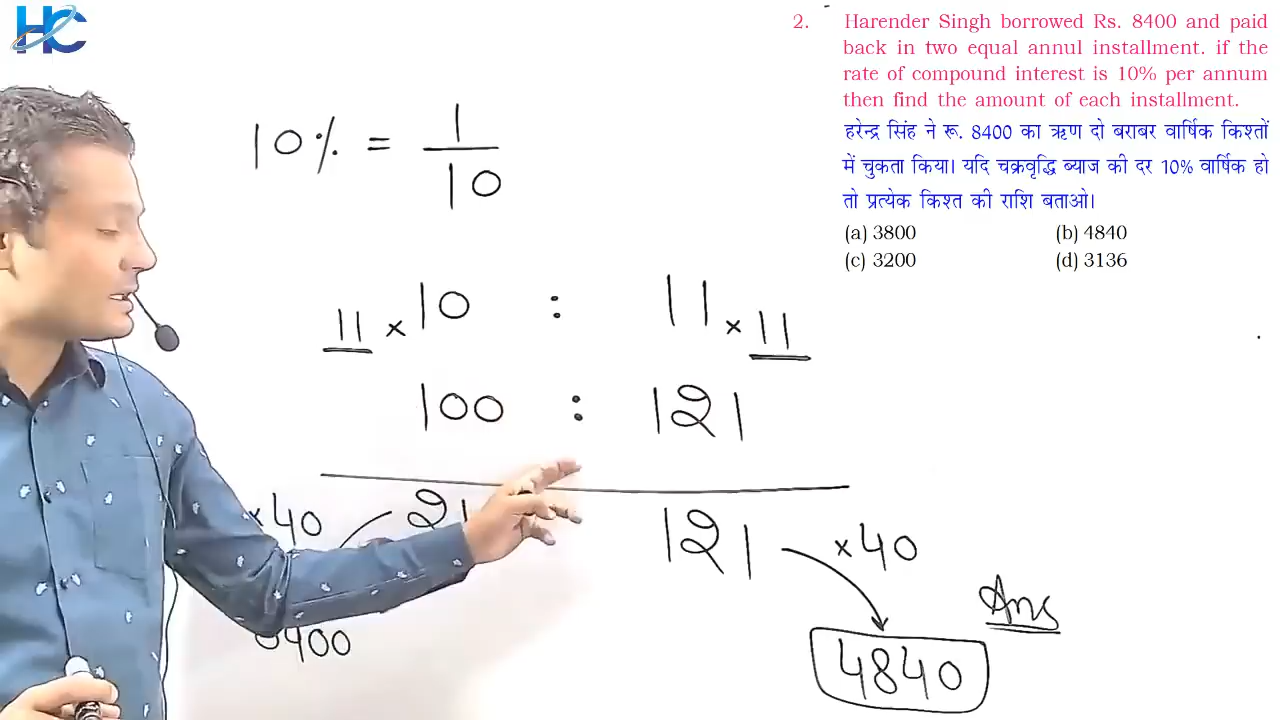 HC
2. Harender Singh borrowed Rs. 8400 and paid
back in two equal annul installment. if the
rate of compound interest is 10% per annum
then find the amount of each installment.
हरेन्द्र सिंह ने रू. 8400 का ऋण दो बराबर वार्षिक किश्तों
में चुकता किया। यदि चक्रवृद्धि ब्याज की दर 10% वार्षिक हो
तो प्रत्येक किश्त की राशि बताओ।
(a) 3800 (b) 4840
(c) 3200 (d) 3136
10% = 1
10
11 × 10 : 11 × 11
100 : 121
×40 21 121 ×40
8400
4840 Ans